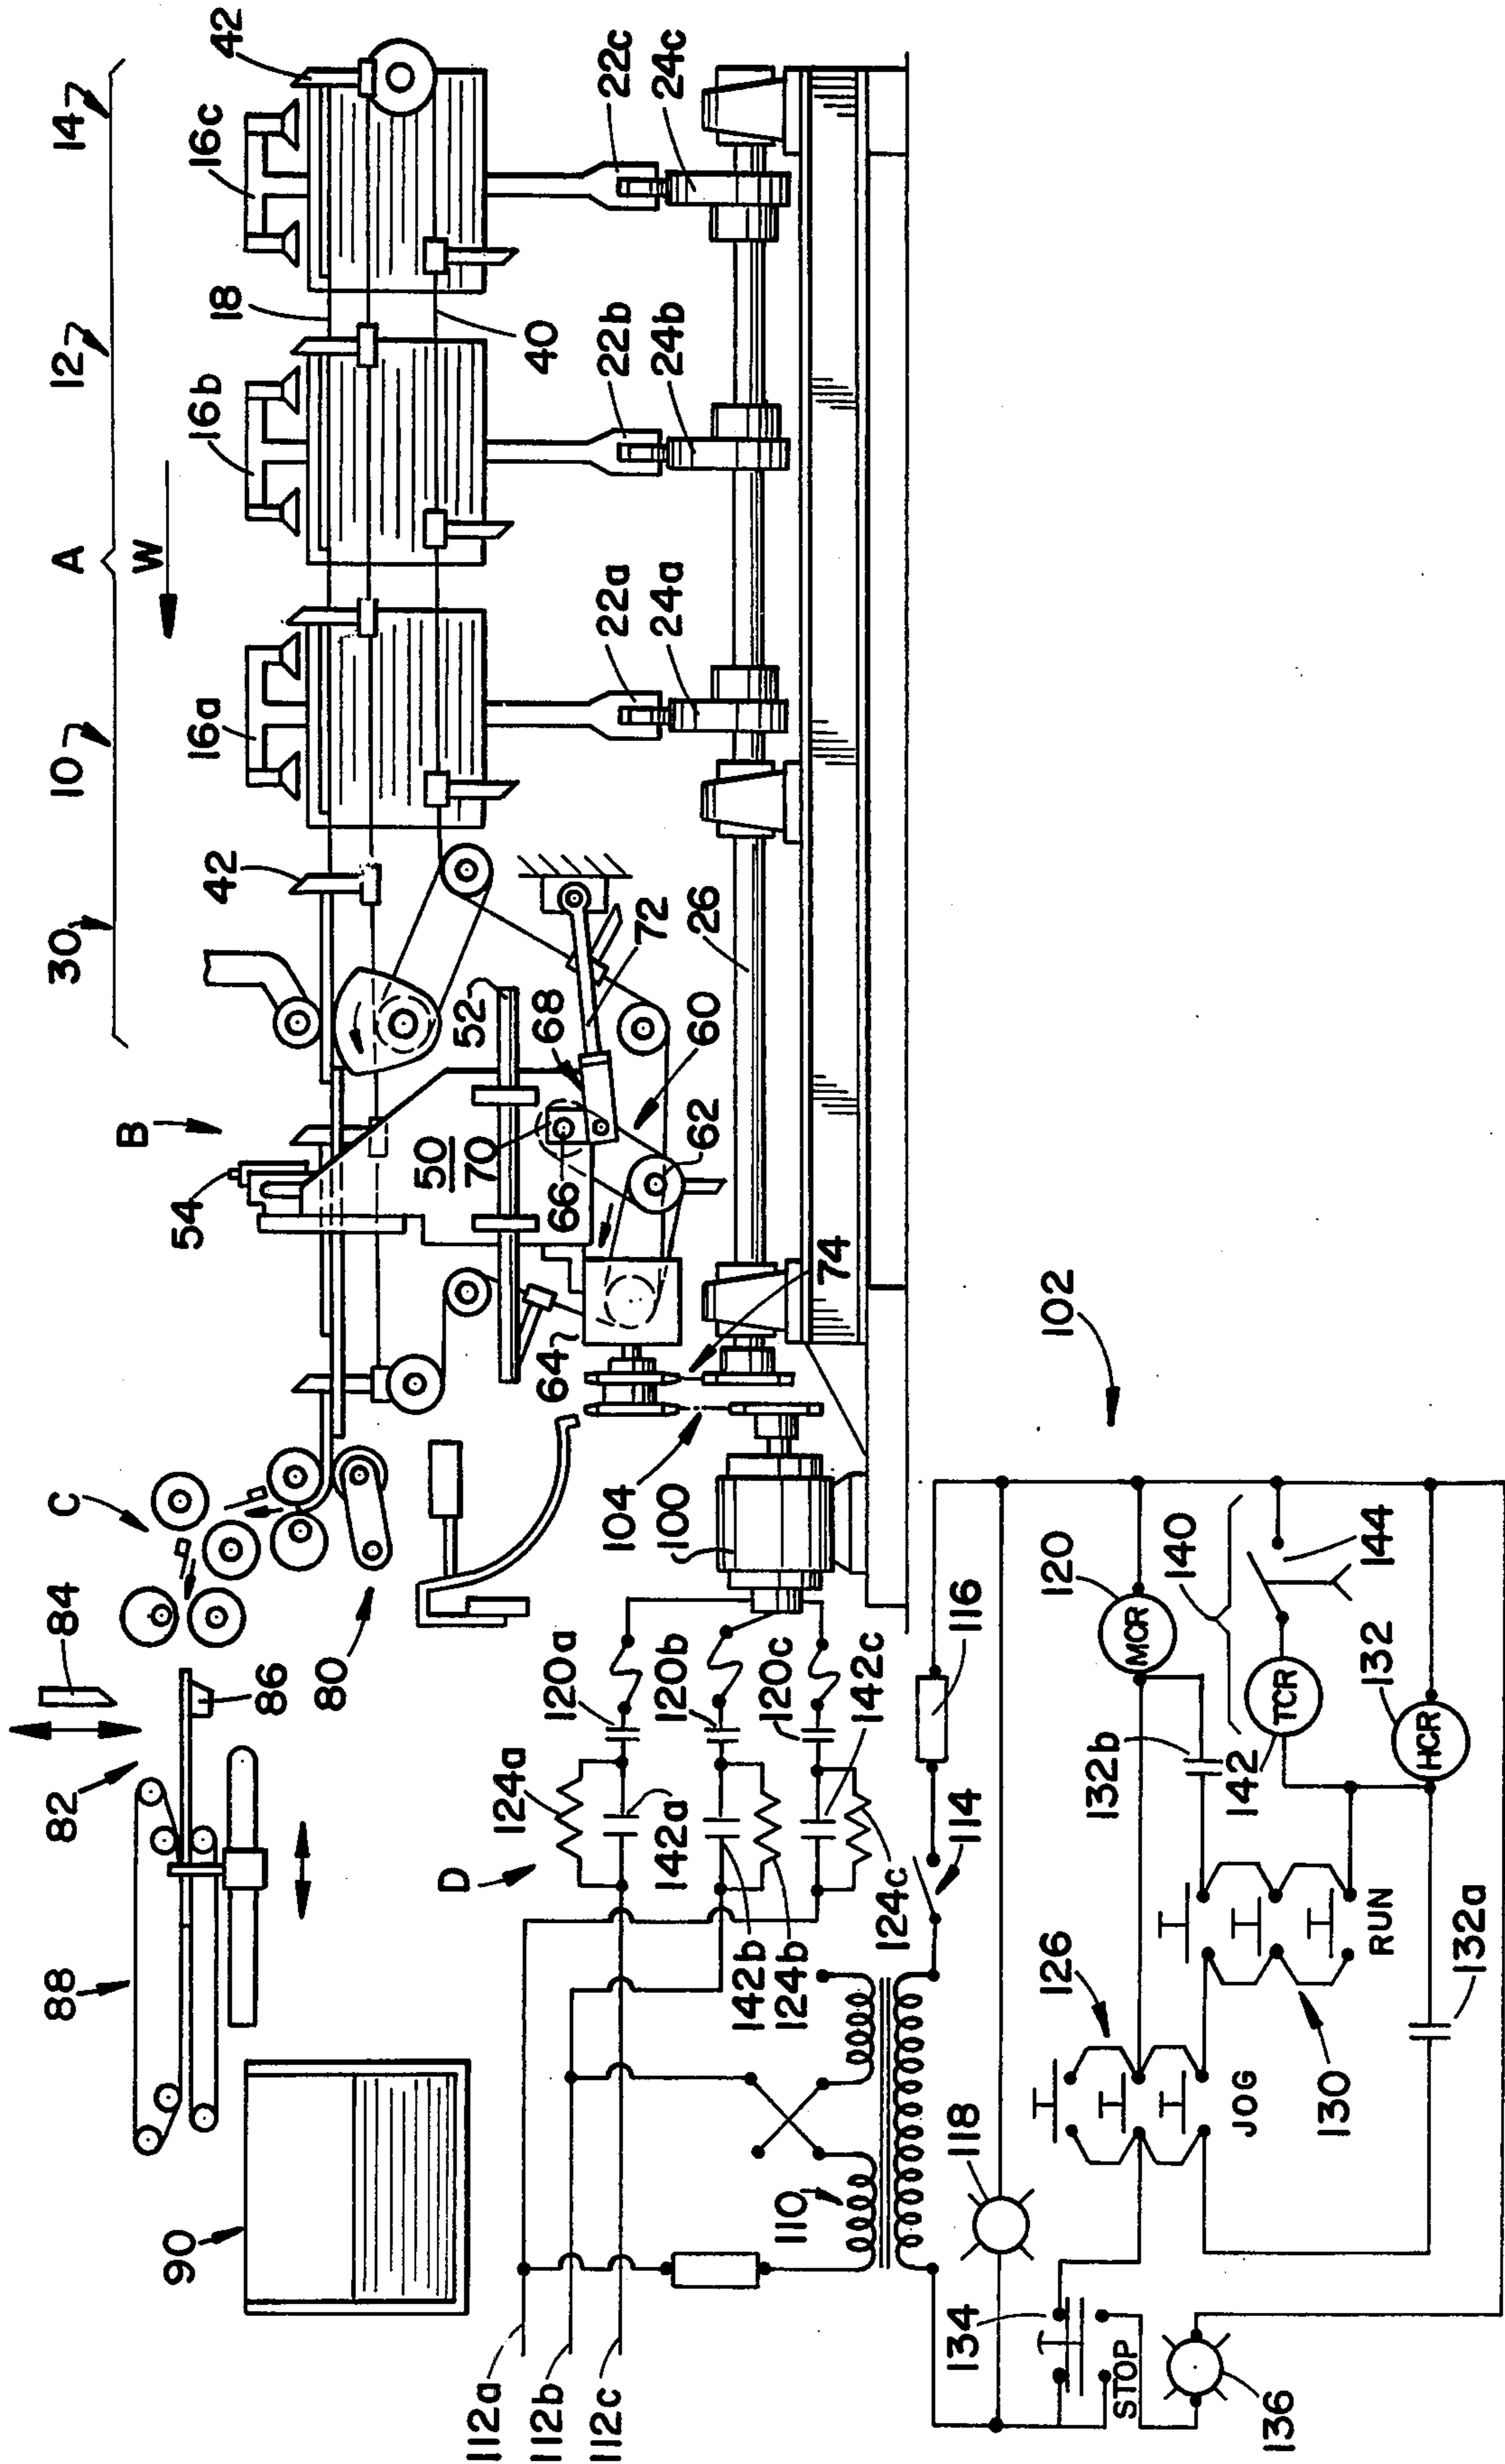 88 82 84 C 30 10 A 12 14
90 B W
54 42 16a 16b 16c
18 42
86
80
50
70 52
D
112a 64 66 68 40
112b 124a 120a 72
112c 142a 104 62 60 22a 22b 22c
142b 120b 100 24a 24b 24c
124b 26
110 120c 74
124c 142c
114 116
118
134 102
126 120
STOP 132b
JOG 142 140
136 130 144
RUN 132
132a
MCR
TCR
HCR